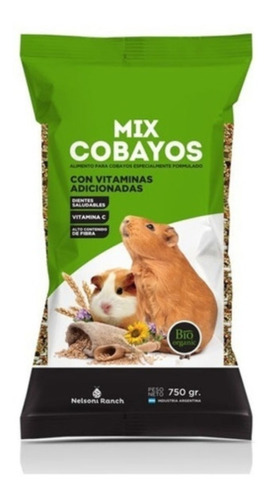 MIX
COBAYOS
ALIMENTO PARA COBAYOS ESPECIALMENTE FORMULADO
CON VITAMINAS
ADICIONADAS
DIENTES
SALUDABLES
VITAMINA C
ALTO CONTENIDO
DE FIBRA
Bio
organic
Nelsoni Ranch
PESO
NETO
750 gr.
INDUSTRIA ARGENTINA